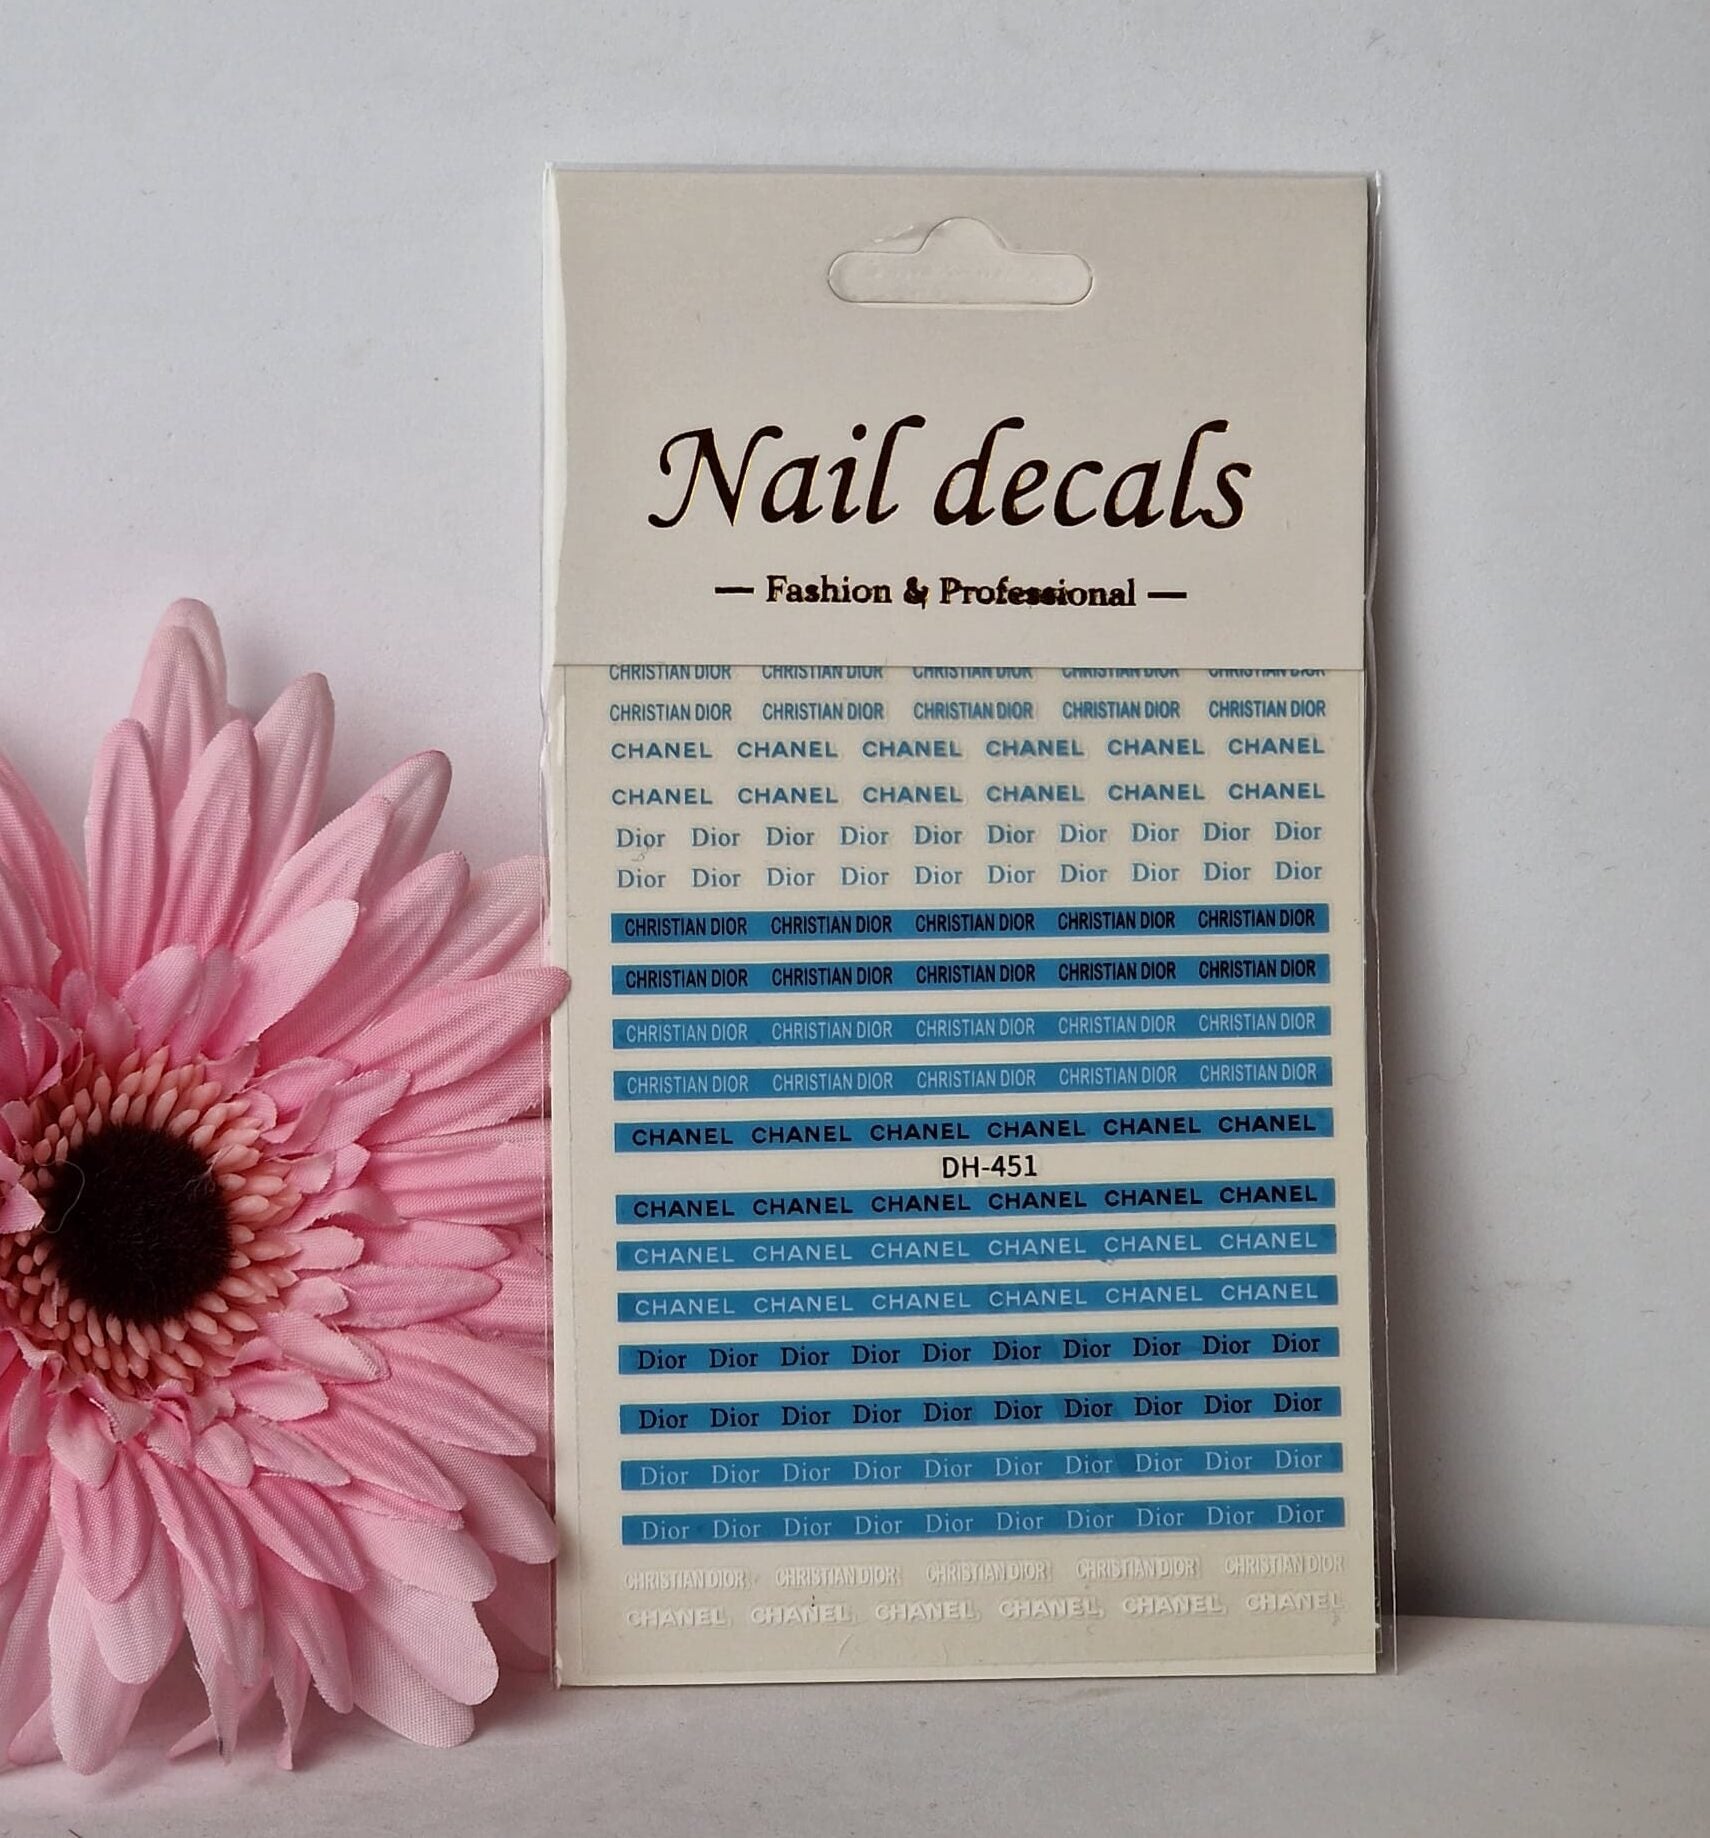 Nail decals
— Fashion & Professional —
CHRISTIAN DIOR CHRISTIAN DIOR CHRISTIAN DIOR CHRISTIAN DIOR CHRISTIAN DIOR
CHRISTIAN DIOR CHRISTIAN DIOR CHRISTIAN DIOR CHRISTIAN DIOR CHRISTIAN DIOR
CHANEL CHANEL CHANEL CHANEL CHANEL CHANEL
CHANEL CHANEL CHANEL CHANEL CHANEL CHANEL
Dior Dior Dior Dior Dior Dior Dior Dior Dior Dior
Dior Dior Dior Dior Dior Dior Dior Dior Dior Dior
CHRISTIAN DIOR CHRISTIAN DIOR CHRISTIAN DIOR CHRISTIAN DIOR CHRISTIAN DIOR
CHRISTIAN DIOR CHRISTIAN DIOR CHRISTIAN DIOR CHRISTIAN DIOR CHRISTIAN DIOR
CHRISTIAN DIOR CHRISTIAN DIOR CHRISTIAN DIOR CHRISTIAN DIOR CHRISTIAN DIOR
CHRISTIAN DIOR CHRISTIAN DIOR CHRISTIAN DIOR CHRISTIAN DIOR CHRISTIAN DIOR
CHANEL CHANEL CHANEL CHANEL CHANEL CHANEL
DH-451
CHANEL CHANEL CHANEL CHANEL CHANEL CHANEL
CHANEL CHANEL CHANEL CHANEL CHANEL CHANEL
CHANEL CHANEL CHANEL CHANEL CHANEL CHANEL
Dior Dior Dior Dior Dior Dior Dior Dior Dior Dior
Dior Dior Dior Dior Dior Dior Dior Dior Dior Dior
Dior Dior Dior Dior Dior Dior Dior Dior Dior Dior
Dior Dior Dior Dior Dior Dior Dior Dior Dior Dior
CHRISTIAN DIOR CHRISTIAN DIOR CHRISTIAN DIOR CHRISTIAN DIOR CHRISTIAN DIOR
CHANEL CHANEL CHANEL CHANEL CHANEL CHANEL